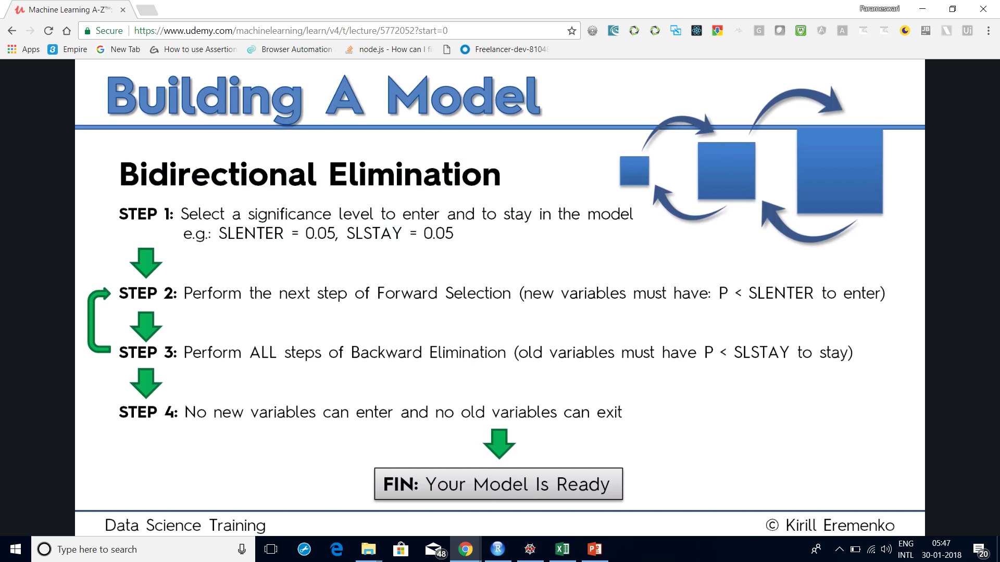 Machine Learning A-Z™:
Parameswari
Secure
https://www.udemy.com/machinelearning/learn/v4/t/lecture/5772052?start=0
Apps Empire New Tab How to use Assertion Browser Automation node.js - How can I fi Freelancer-dev-81048
Building A Model
Bidirectional Elimination
STEP 1: Select a significance level to enter and to stay in the model
e.g.: SLENTER = 0.05, SLSTAY = 0.05
STEP 2: Perform the next step of Forward Selection (new variables must have: P < SLENTER to enter)
STEP 3: Perform ALL steps of Backward Elimination (old variables must have P < SLSTAY to stay)
STEP 4: No new variables can enter and no old variables can exit
FIN: Your Model Is Ready
Data Science Training
© Kirill Eremenko
Type here to search
48
ENG
INTL
05:47
30-01-2018
20